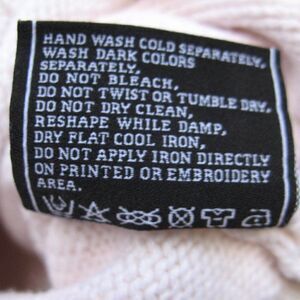 HAND WASH COLD SEPARATELY,
WASH DARK COLORS
SEPARATELY,
DO NOT BLEACH,
DO NOT TWIST OR TUMBLE DRY,
DO NOT DRY CLEAN,
RESHAPE WHILE DAMP,
DRY FLAT COOL IRON,
DO NOT APPLY IRON DIRECTLY
ON PRINTED OR EMBROIDERY
AREA.